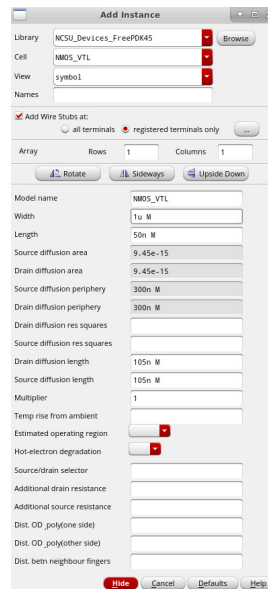 Add Instance
Library NCSU_Devices_FreePDK45 Browse
Cell NMOS_VTL
View symbol
Names
Add Wire Stubs at:
all terminals registered terminals only ...
Array Rows 1 Columns 1
Rotate Sideways Upside Down
Model name NMOS_VTL
Width 1u M
Length 50n M
Source diffusion area 9.45e-15
Drain diffusion area 9.45e-15
Source diffusion periphery 300n M
Drain diffusion periphery 300n M
Drain diffusion res squares
Source diffusion res squares
Drain diffusion length 105n M
Source diffusion length 105n M
Multiplier 1
Temp rise from ambient
Estimated operating region
Hot-electron degradation
Source/drain selector
Additional drain resistance
Additional source resistance
Dist. OD_poly(one side)
Dist. OD_poly(other side)
Dist. betn neighbour fingers
Hide Cancel Defaults Help